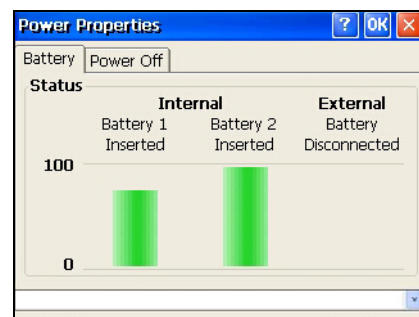 Power Properties ? OK ×
Battery Power Off
Status
Internal External
Battery 1 Battery 2 Battery
Inserted Inserted Disconnected
100
0